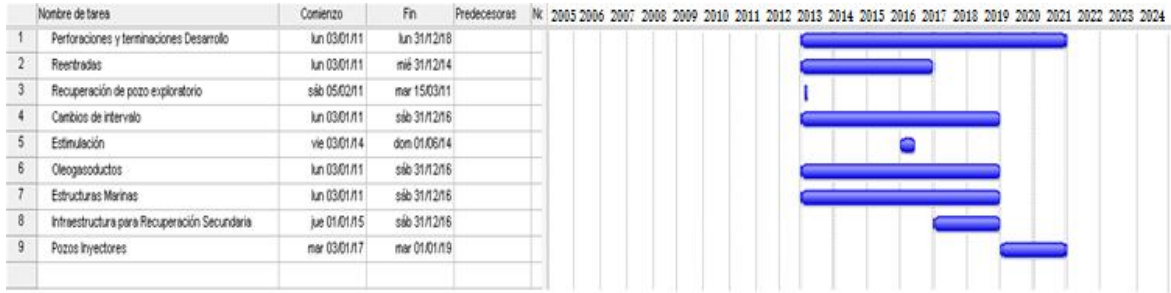 Nombre de tarea Comienzo Fin Predecesoras Nc 2005 2006 2007 2008 2009 2010 2011 2012 2013 2014 2015 2016 2017 2018 2019 2020 2021 2022 2023 2024
1 Perforaciones y terminaciones Desarrollo lun 03/01/11 lun 31/12/18
2 Reentradas lun 03/01/11 mié 31/12/14
3 Recuperación de pozo exploratorio sáb 05/02/11 mar 15/03/11
4 Cambios de intervalo lun 03/01/11 sáb 31/12/16
5 Estimulación vie 03/01/14 dom 01/06/14
6 Oleogasoductos lun 03/01/11 sáb 31/12/16
7 Estructuras Marinas lun 03/01/11 sáb 31/12/16
8 Infraestructura para Recuperación Secundaria jue 01/01/15 sáb 31/12/16
9 Pozos Inyectores mar 03/01/17 mar 01/01/19